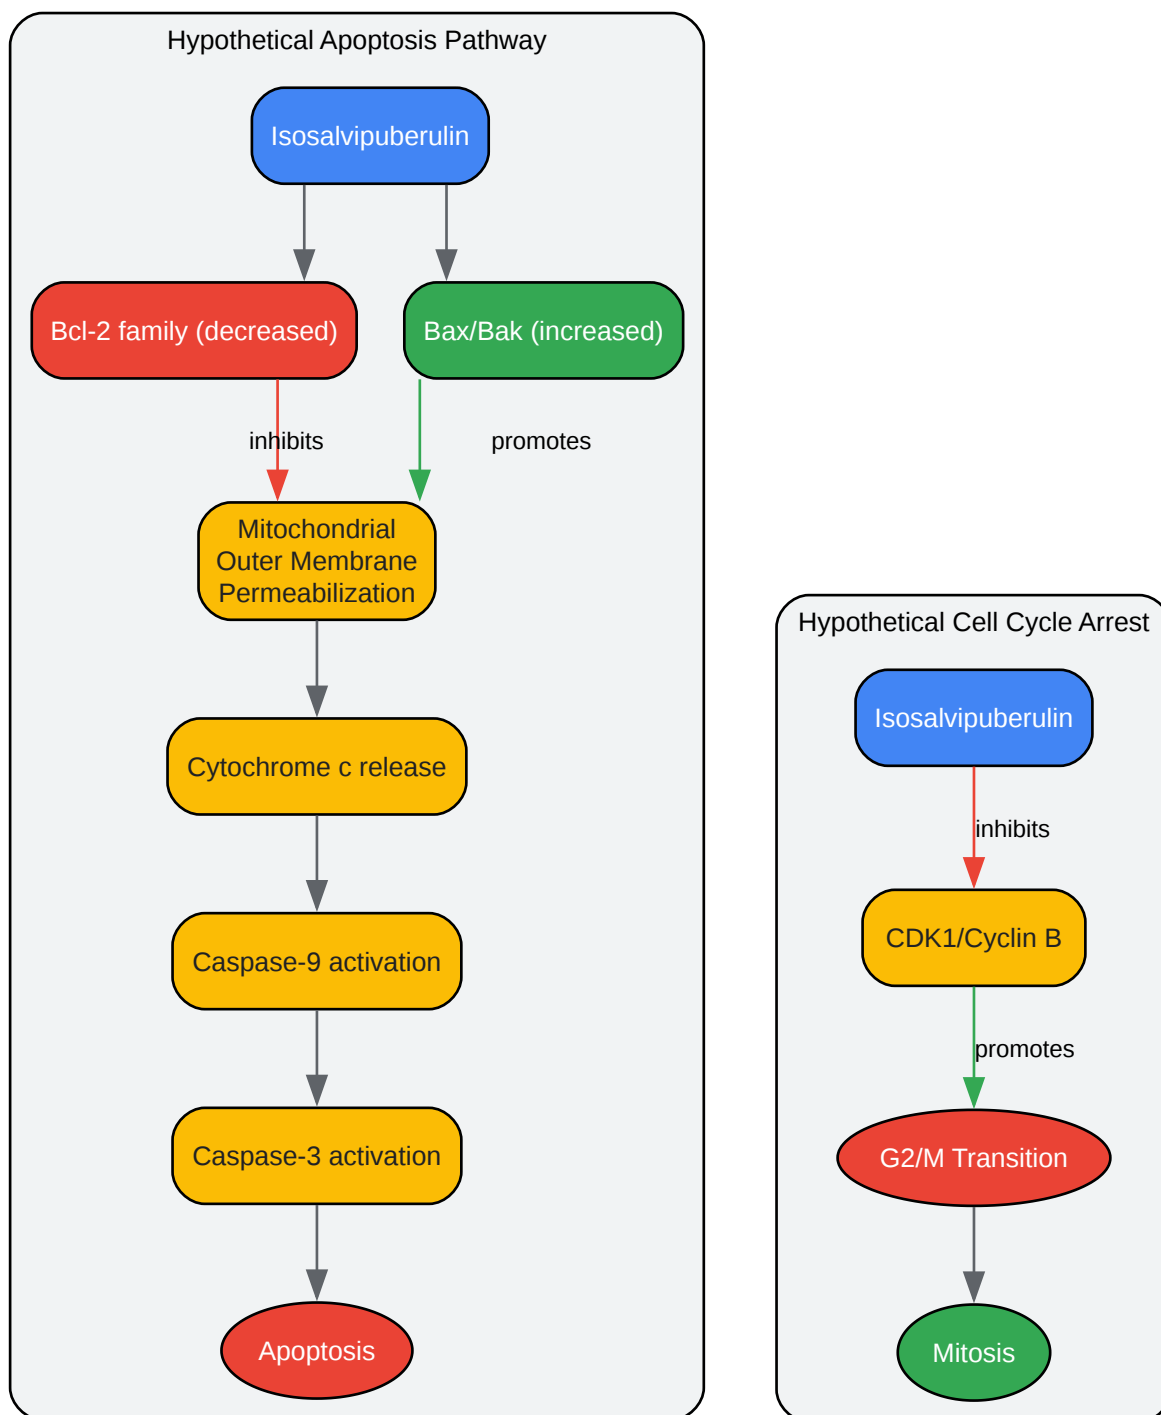 Hypothetical Apoptosis Pathway
Isosalvipuberulin
Bcl-2 family (decreased)
Bax/Bak (increased)
inhibits
promotes
Mitochondrial
Outer Membrane
Permeabilization
Cytochrome c release
Caspase-9 activation
Caspase-3 activation
Apoptosis
Hypothetical Cell Cycle Arrest
Isosalvipuberulin
inhibits
CDK1/Cyclin B
promotes
G2/M Transition
Mitosis